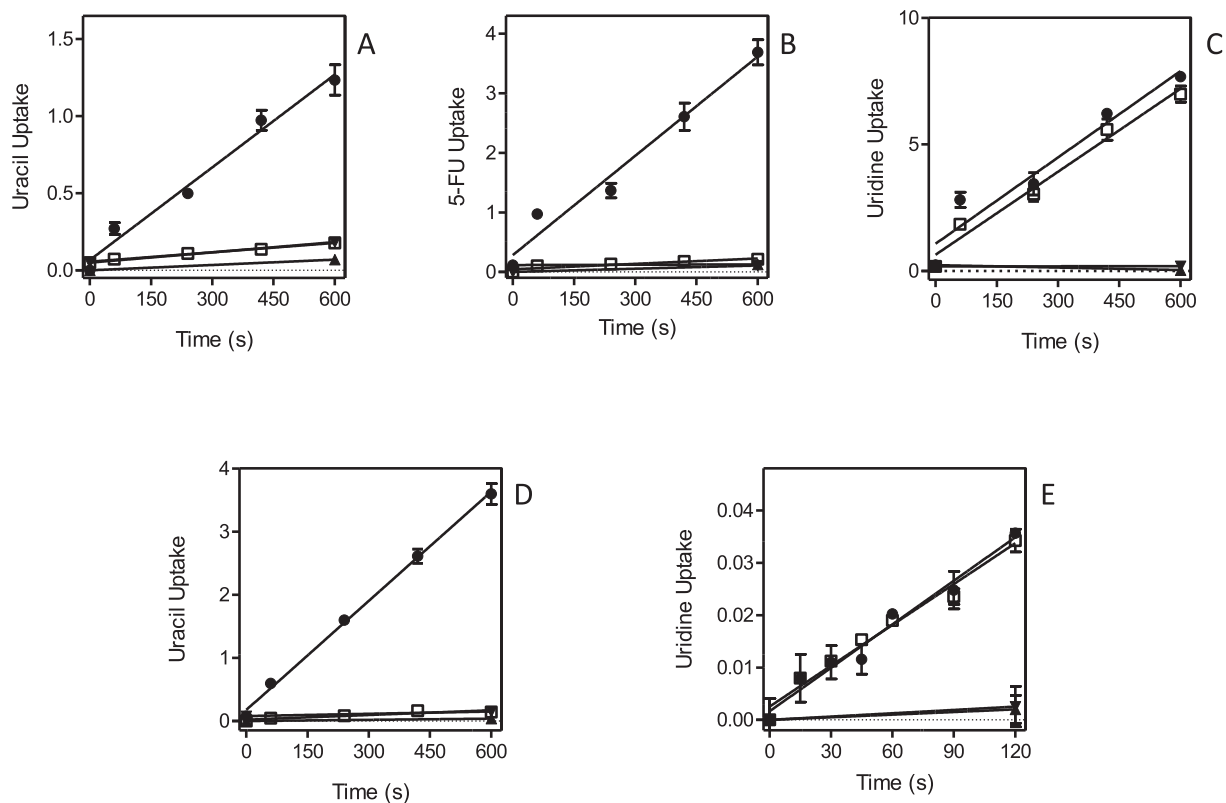 A
Uracil Uptake
1.5
1.0
0.5
0.0
0 150 300 450 600
Time (s)
B
5-FU Uptake
4
3
2
1
0
0 150 300 450 600
Time (s)
C
Uridine Uptake
10
5
0
0 150 300 450 600
Time (s)
D
Uracil Uptake
4
3
2
1
0
0 150 300 450 600
Time (s)
E
Uridine Uptake
0.04
0.03
0.02
0.01
0.00
0 30 60 90 120
Time (s)